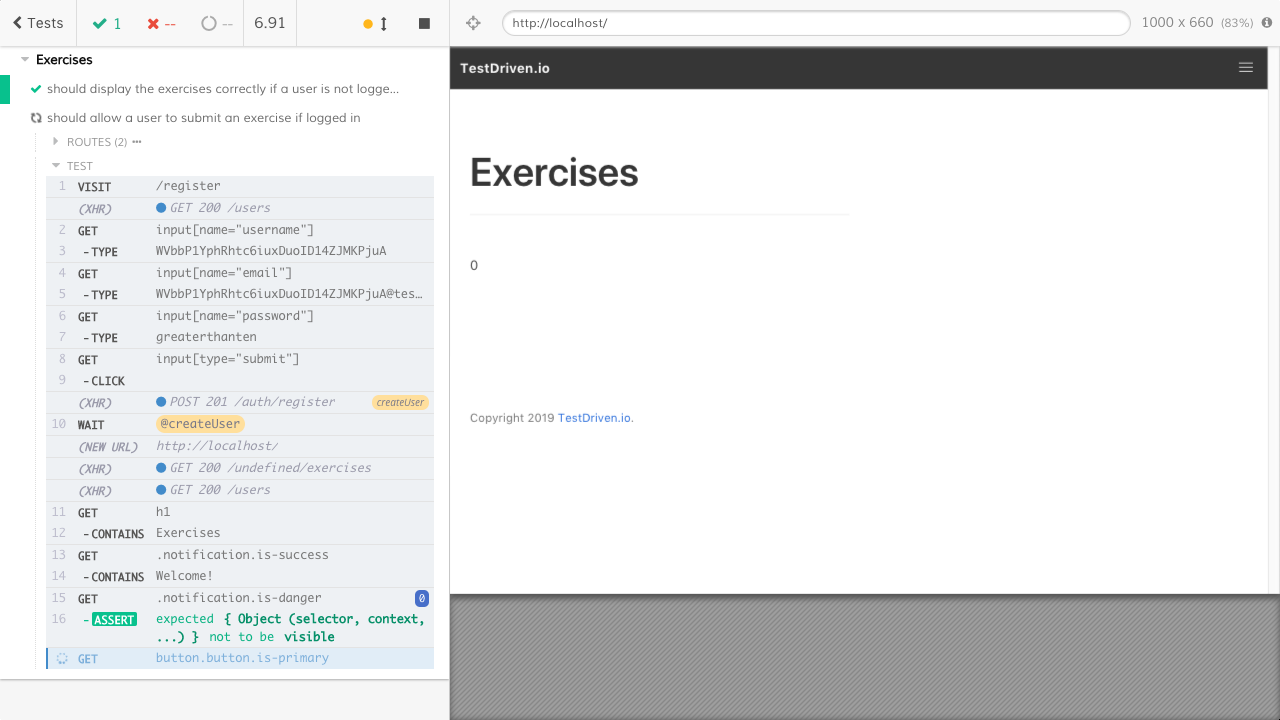 Tests
1
--
--
6.91
http://localhost/
1000 x 660 (83%)
Exercises
should display the exercises correctly if a user is not logge...
should allow a user to submit an exercise if logged in
ROUTES (2)
TEST
1 VISIT /register
(XHR) GET 200 /users
2 GET input[name="username"]
3 -TYPE WVbbP1YphRhtc6iuxDuoID14ZJMKPjuA
4 GET input[name="email"]
5 -TYPE WVbbP1YphRhtc6iuxDuoID14ZJMKPjuA@tes...
6 GET input[name="password"]
7 -TYPE greaterthanten
8 GET input[type="submit"]
9 -CLICK
(XHR) POST 201 /auth/register createUser
10 WAIT @createUser
(NEW URL) http://localhost/
(XHR) GET 200 /undefined/exercises
(XHR) GET 200 /users
11 GET h1
12 -CONTAINS Exercises
13 GET .notification.is-success
14 -CONTAINS Welcome!
15 GET .notification.is-danger 0
16 -ASSERT expected { Object (selector, context,
...) } not to be visible
GET button.button.is-primary
TestDriven.io
Exercises
0
Copyright 2019 TestDriven.io.